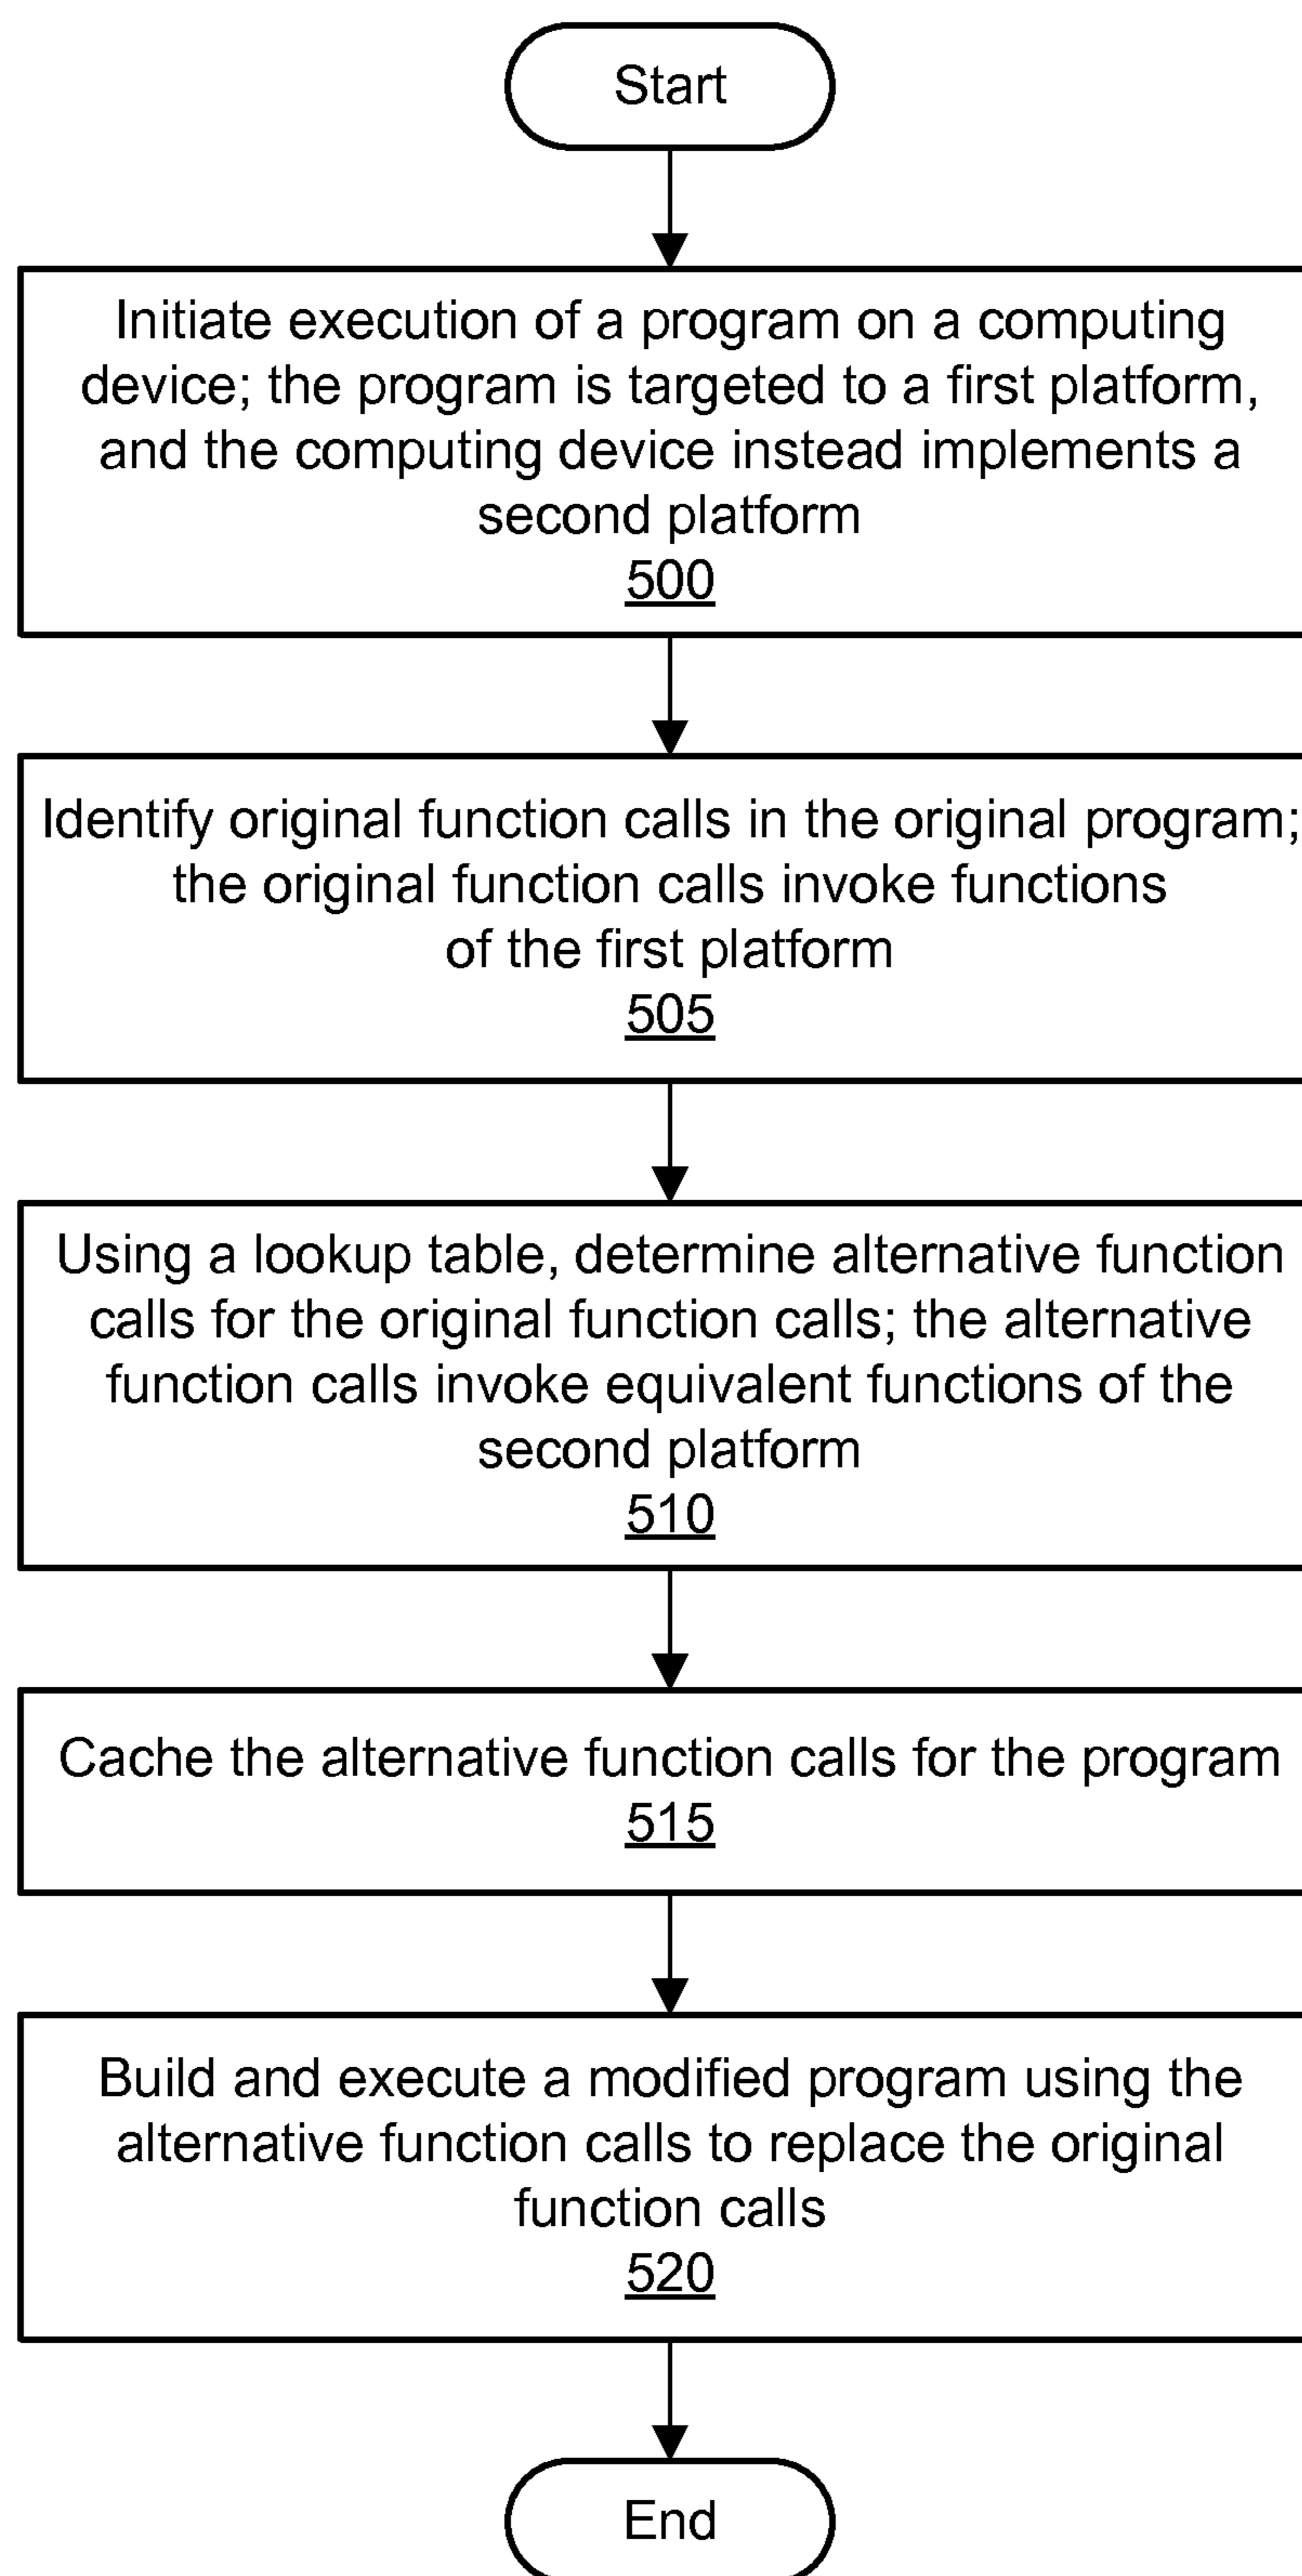 Start
Initiate execution of a program on a computing
device; the program is targeted to a first platform,
and the computing device instead implements a
second platform
500
Identify original function calls in the original program;
the original function calls invoke functions
of the first platform
505
Using a lookup table, determine alternative function
calls for the original function calls; the alternative
function calls invoke equivalent functions of the
second platform
510
Cache the alternative function calls for the program
515
Build and execute a modified program using the
alternative function calls to replace the original
function calls
520
End